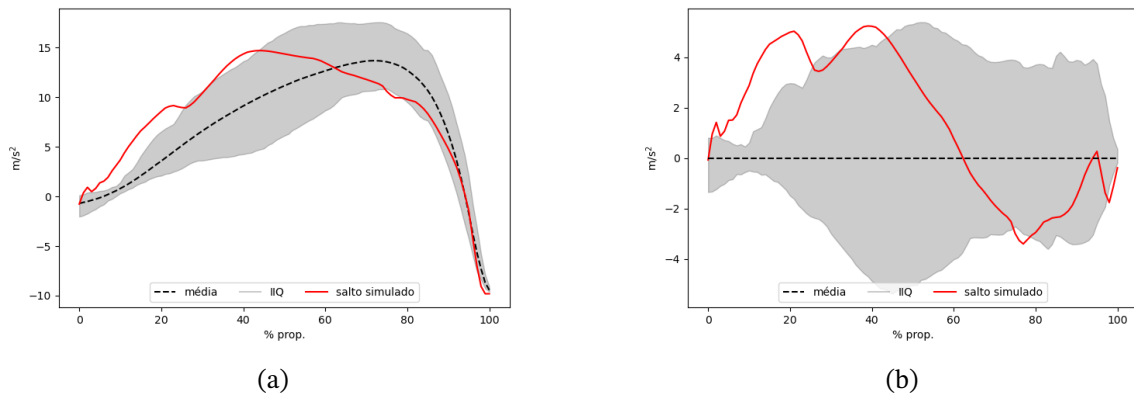 15
10
5
0
−5
−10
m/s²
0 20 40 60 80 100
% prop.
média IIQ salto simulado
(a)
4
2
0
−2
−4
m/s²
0 20 40 60 80 100
% prop.
média IIQ salto simulado
(b)